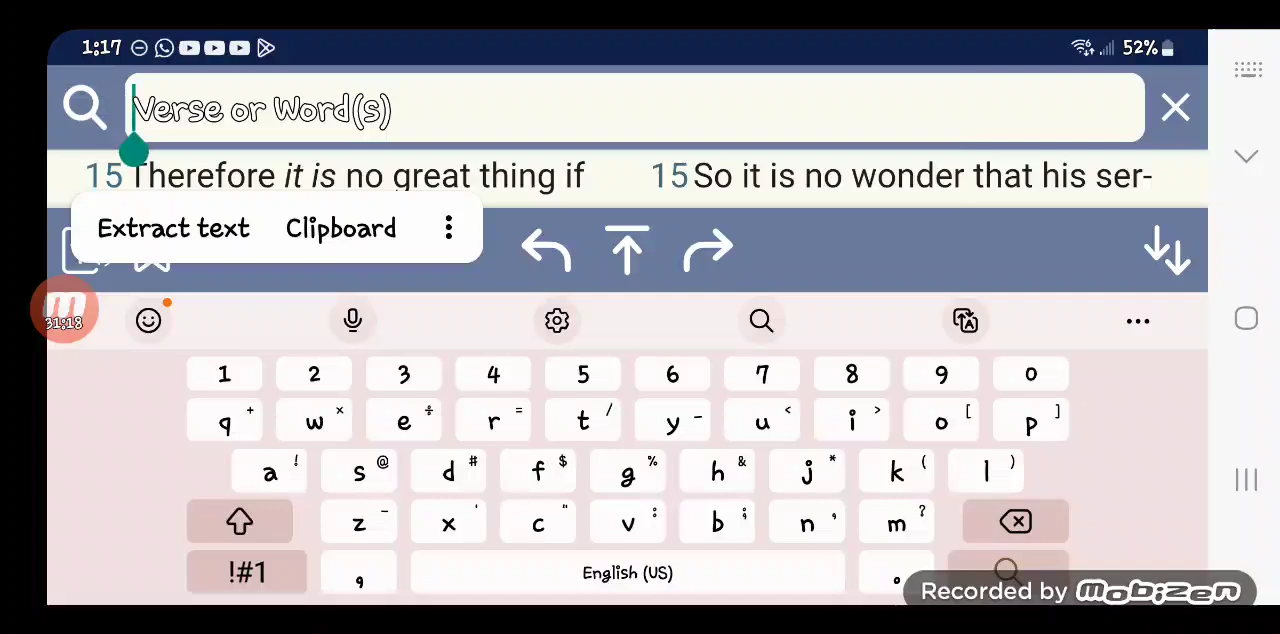 1:17 52%
Verse or Word(s)
15 Therefore it is no great thing if 15 So it is no wonder that his ser-
Extract text Clipboard
31:18
1 2 3 4 5 6 7 8 9 0
q + w × e ÷ r = t / y - u < i > o [ p ]
a ! s @ d # f $ g % h & j * k ( l )
z - x ' c " v : b ; n , m ?
!#1 , English (US) .
Recorded by mobizen